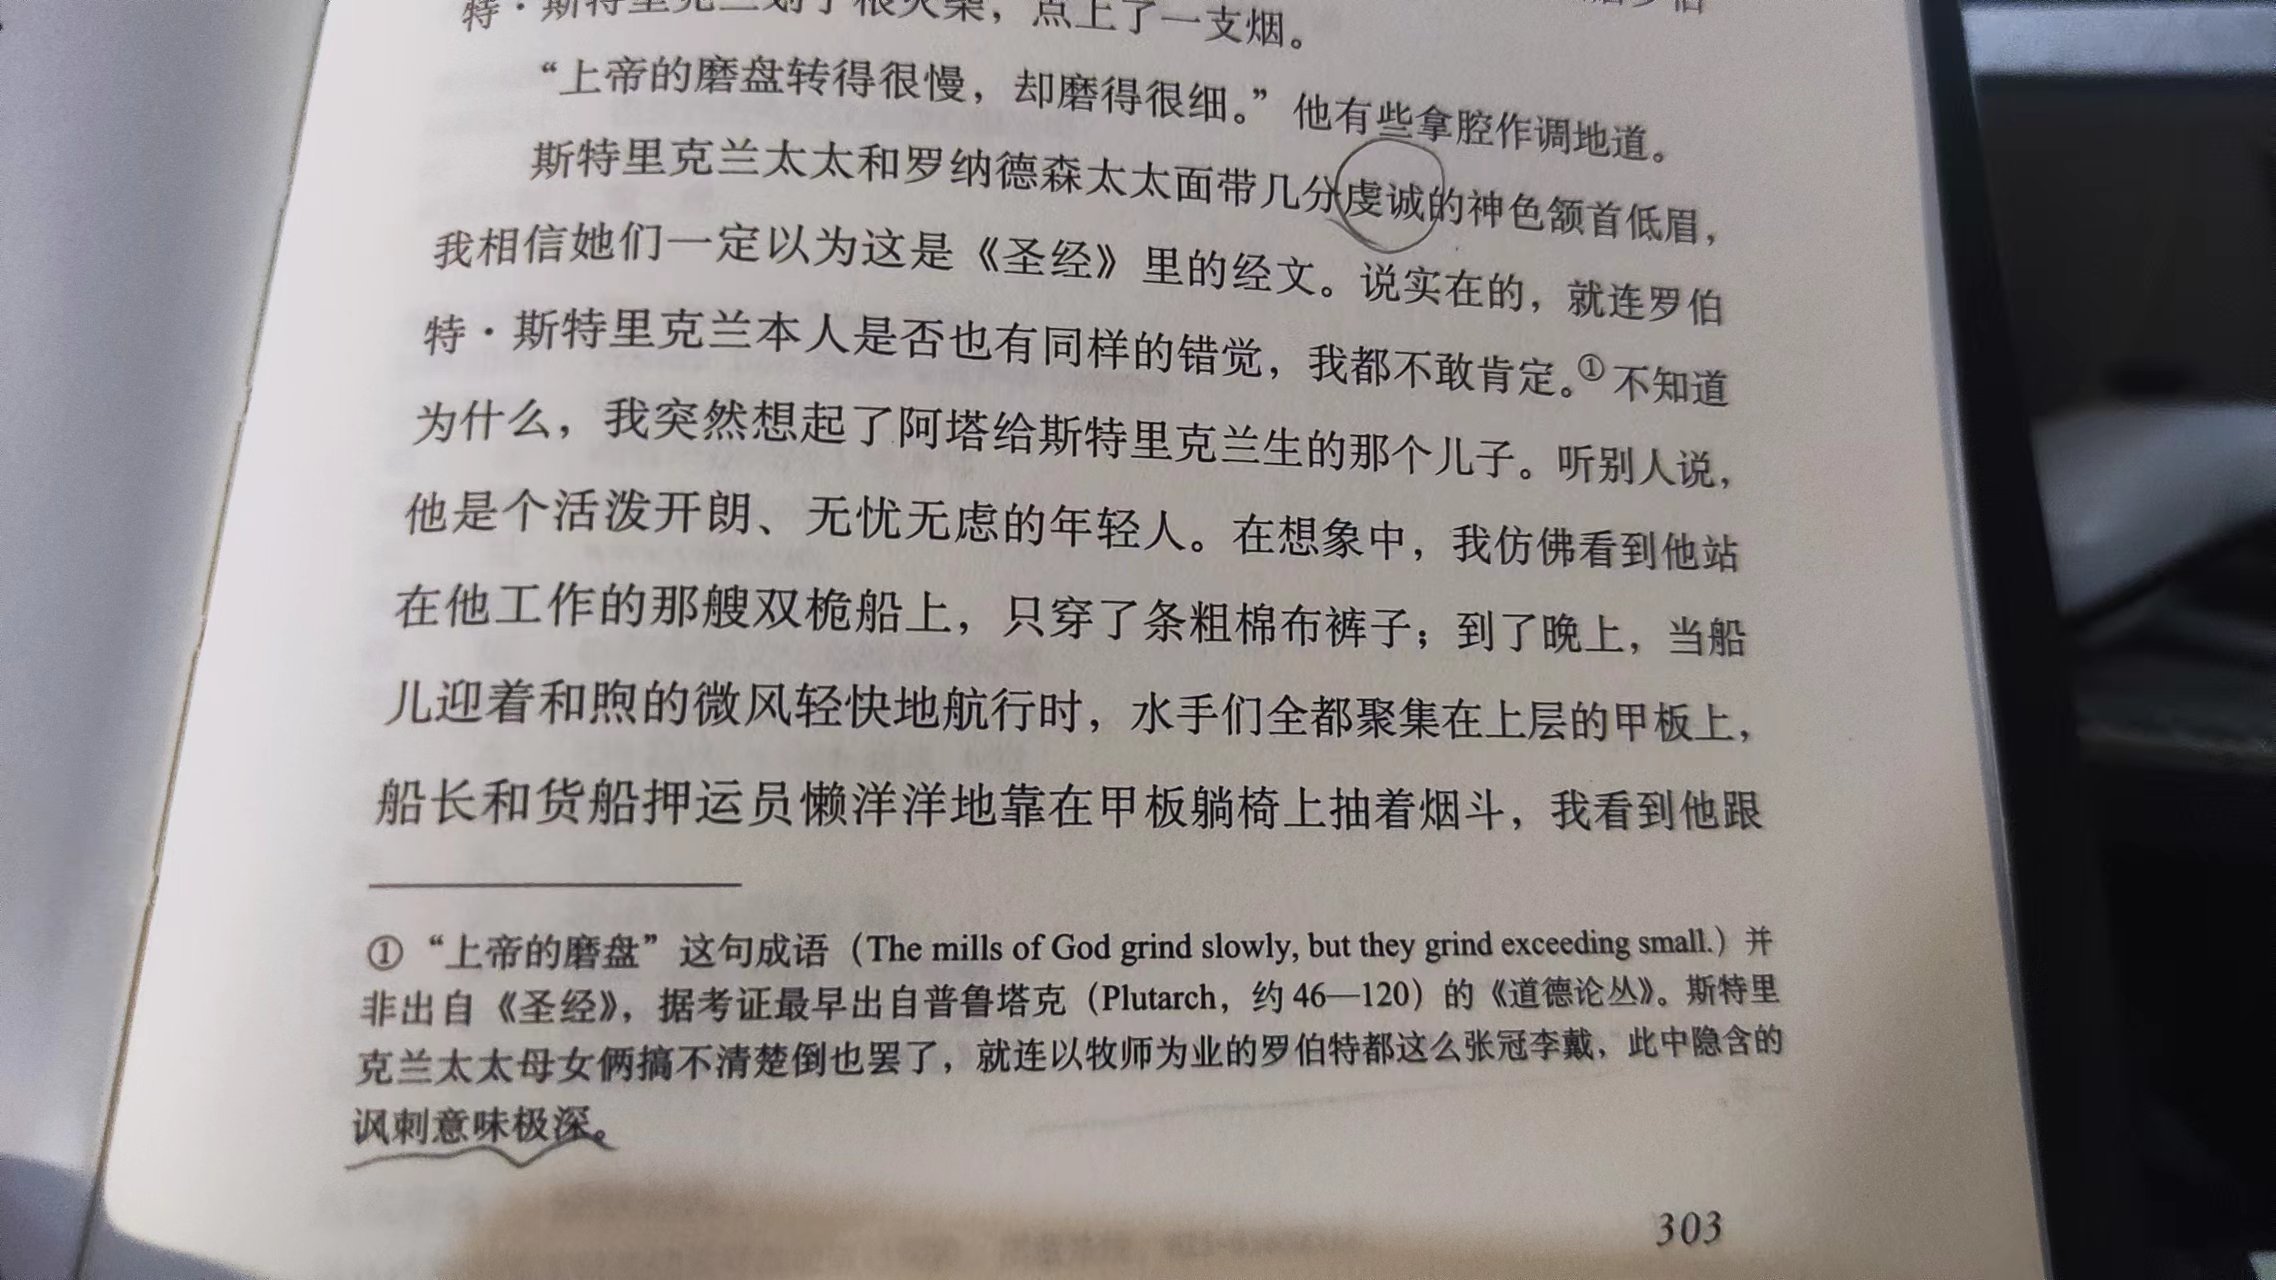 特·斯特里克兰划了根火柴，点上了一支烟。
“上帝的磨盘转得很慢，却磨得很细。”他有些拿腔作调地道。
斯特里克兰太太和罗纳德森太太面带几分虔诚的神色颔首低眉，
我相信她们一定以为这是《圣经》里的经文。说实在的，就连罗伯
特·斯特里克兰本人是否也有同样的错觉，我都不敢肯定。①不知道
为什么，我突然想起了阿塔给斯特里克兰生的那个儿子。听别人说，
他是个活泼开朗、无忧无虑的年轻人。在想象中，我仿佛看到他站
在他工作的那艘双桅船上，只穿了条粗棉布裤子；到了晚上，当船
儿迎着和煦的微风轻快地航行时，水手们全都聚集在上层的甲板上，
船长和货船押运员懒洋洋地靠在甲板躺椅上抽着烟斗，我看到他跟
①“上帝的磨盘”这句成语（The mills of God grind slowly, but they grind exceeding small.）并
非出自《圣经》，据考证最早出自普鲁塔克（Plutarch，约46—120）的《道德论丛》。斯特里
克兰太太母女俩搞不清楚倒也罢了，就连以牧师为业的罗伯特都这么张冠李戴，此中隐含的
讽刺意味极深。
303